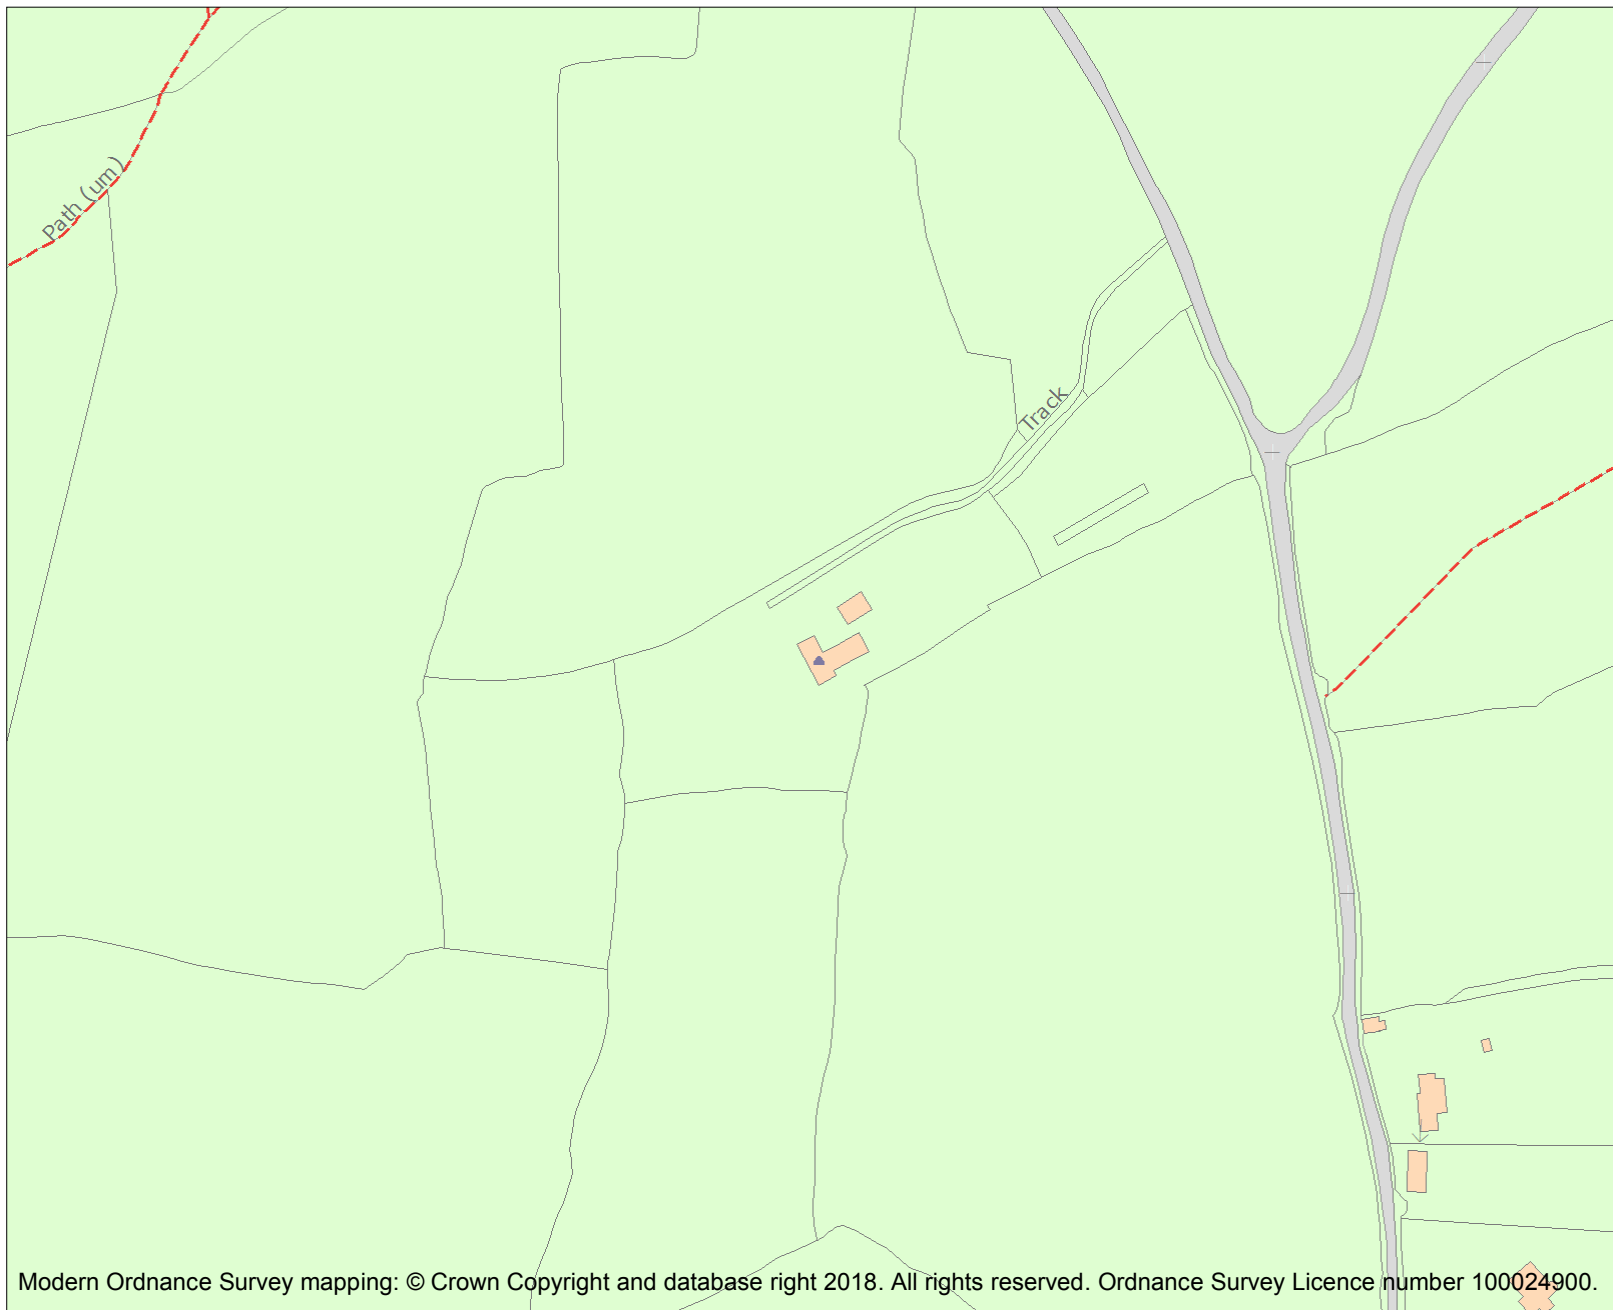 Path (um)
Track
Modern Ordnance Survey mapping: © Crown Copyright and database right 2018. All rights reserved. Ordnance Survey Licence number 100024900.